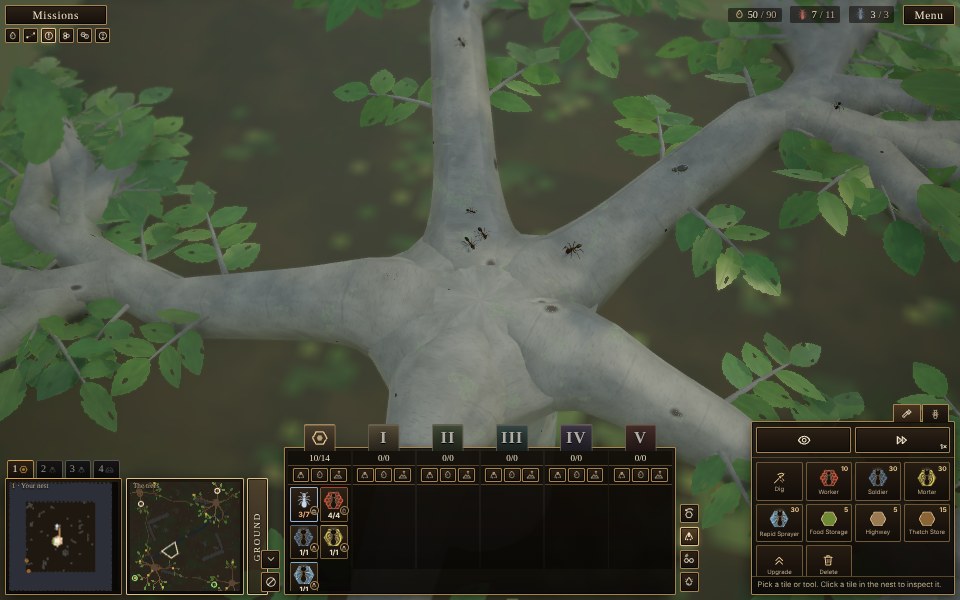 Missions
50 / 90
7 / 11
3 / 3
Menu
1
2
3
4
1 · Your nest
The tree
GROUND
I
II
III
IV
V
10/14
0/0
0/0
0/0
0/0
0/0
3/7
4/4
1/1
1/1
1/1
1×
Dig
10
Worker
30
Soldier
30
Mortar
30
Rapid Sprayer
5
Food Storage
5
Highway
15
Thatch Store
Upgrade
Delete
Pick a tile or tool. Click a tile in the nest to inspect it.